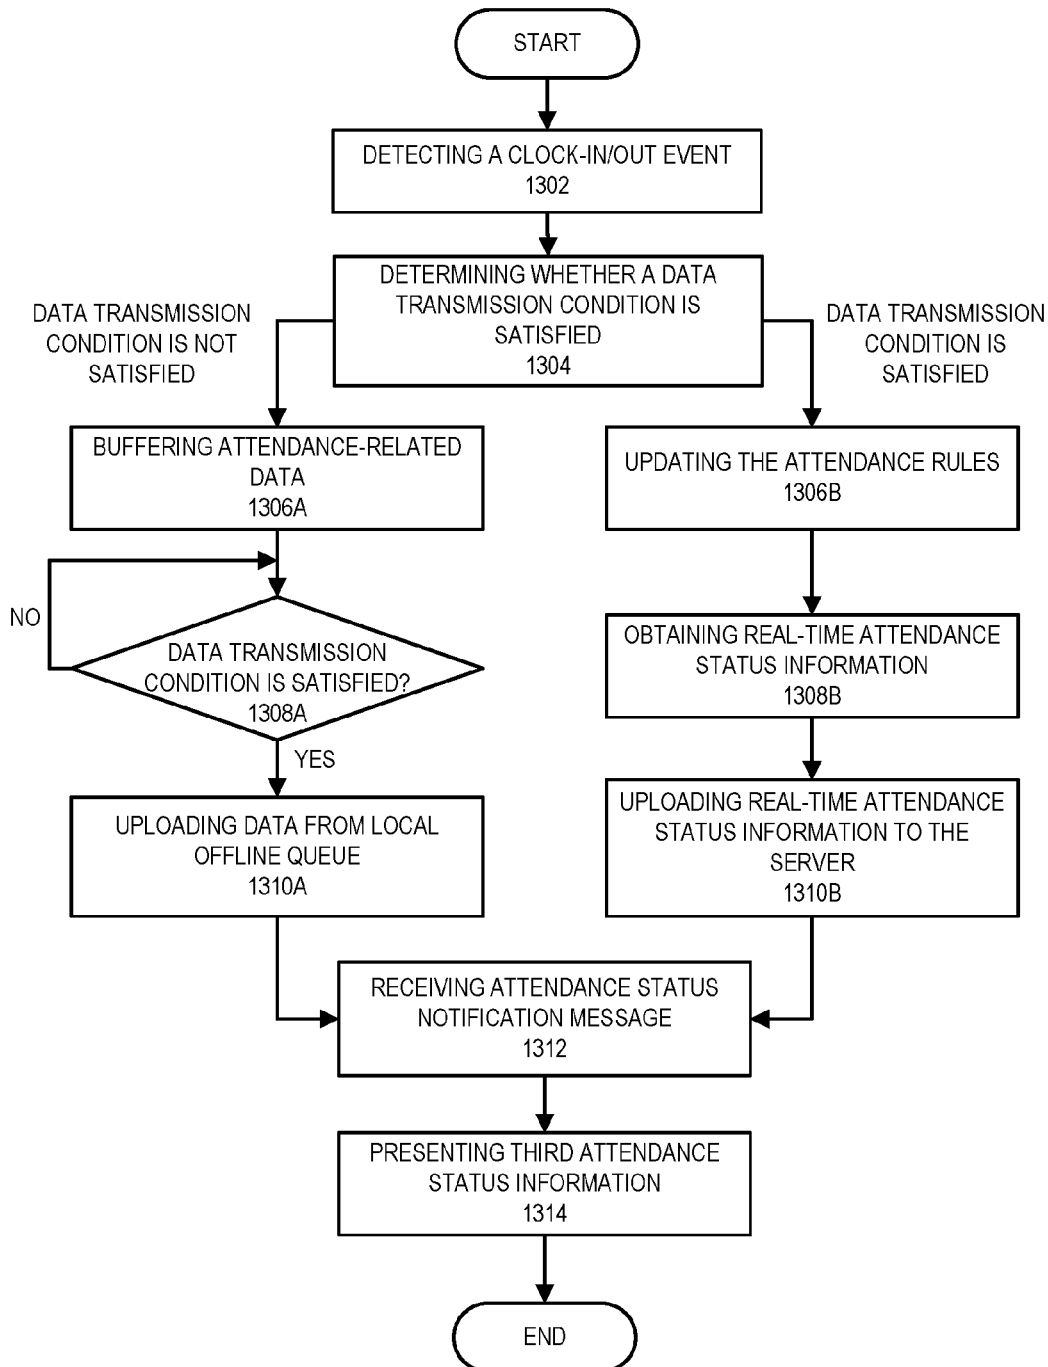 START
DETECTING A CLOCK-IN/OUT EVENT
1302
DETERMINING WHETHER A DATA
TRANSMISSION CONDITION IS
SATISFIED
1304
DATA TRANSMISSION
CONDITION IS NOT
SATISFIED
DATA TRANSMISSION
CONDITION IS
SATISFIED
BUFFERING ATTENDANCE-RELATED
DATA
1306A
UPDATING THE ATTENDANCE RULES
1306B
NO
DATA TRANSMISSION
CONDITION IS SATISFIED?
1308A
YES
OBTAINING REAL-TIME ATTENDANCE
STATUS INFORMATION
1308B
UPLOADING DATA FROM LOCAL
OFFLINE QUEUE
1310A
UPLOADING REAL-TIME ATTENDANCE
STATUS INFORMATION TO THE
SERVER
1310B
RECEIVING ATTENDANCE STATUS
NOTIFICATION MESSAGE
1312
PRESENTING THIRD ATTENDANCE
STATUS INFORMATION
1314
END